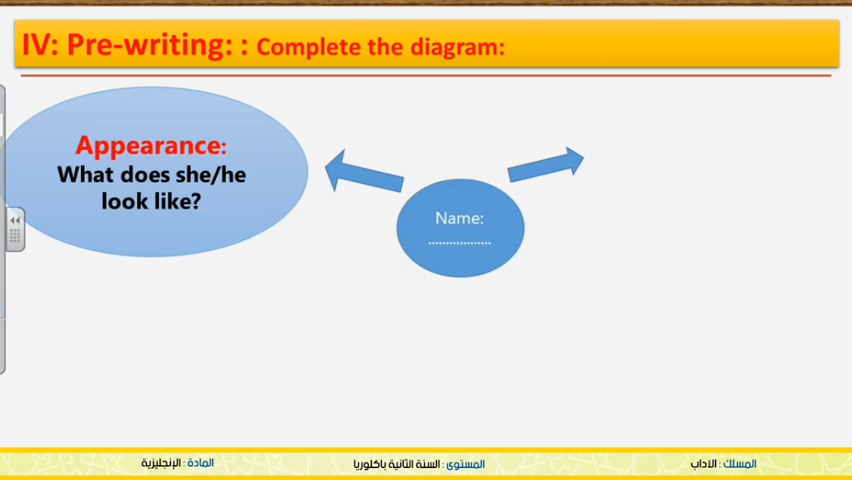 IV: Pre-writing: : Complete the diagram:
Appearance:
What does she/he
look like?
Name:
..................
المسلك : الآداب
المستوى : السنة الثانية باكلوريا
المادة : الإنجليزية